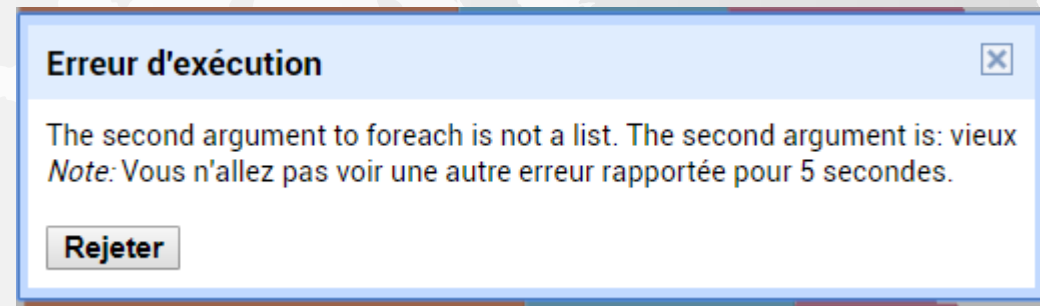 Erreur d'exécution
The second argument to foreach is not a list. The second argument is: vieux
Note: Vous n'allez pas voir une autre erreur rapportée pour 5 secondes.
Rejeter